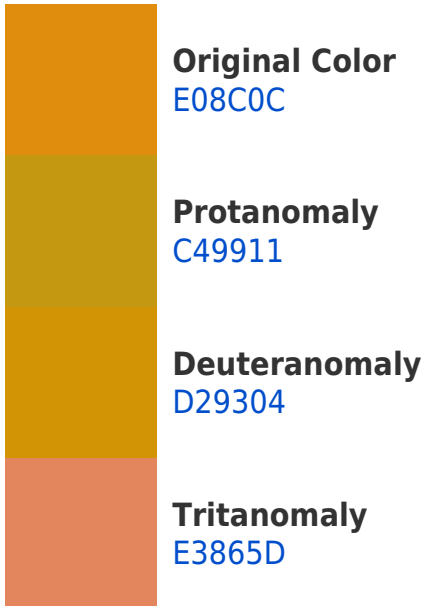 Original Color
E08C0C
Protanomaly
C49911
Deuteranomaly
D29304
Tritanomaly
E3865D